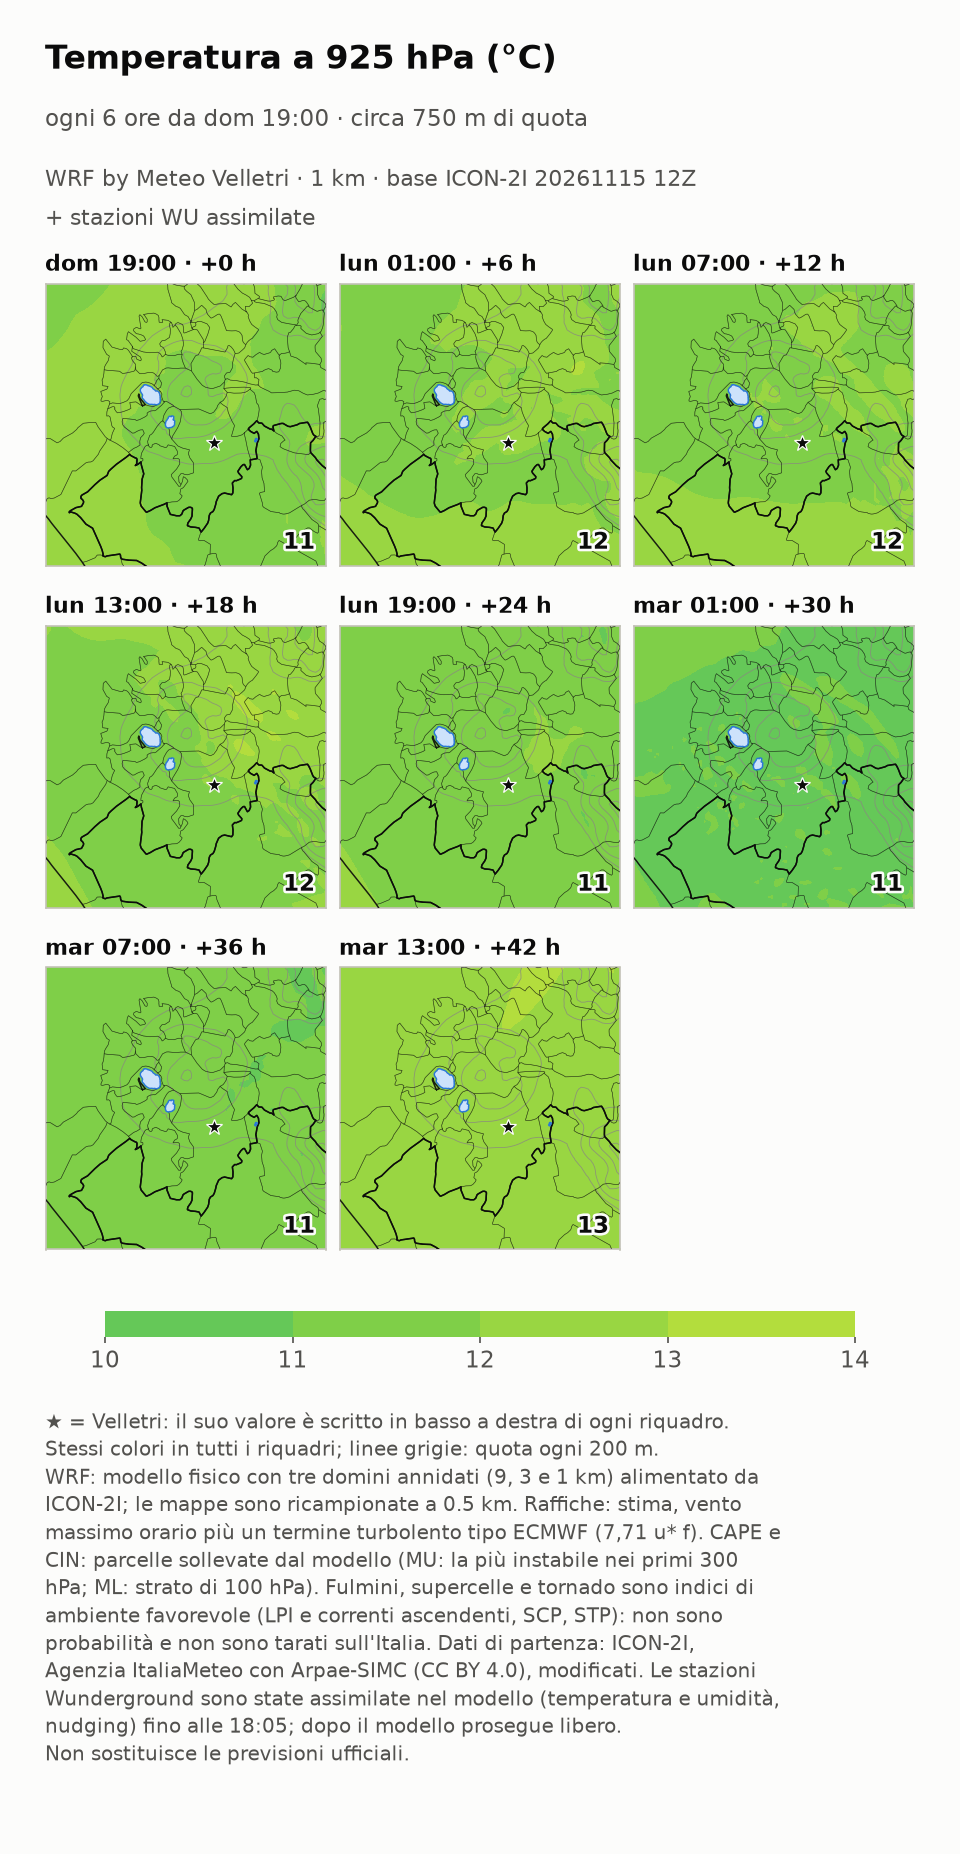 Temperatura a 925 hPa (°C)
ogni 6 ore da dom 19:00 · circa 750 m di quota
WRF by Meteo Velletri · 1 km · base ICON-2I 20261115 12Z
+ stazioni WU assimilate
dom 19:00 · +0 h
lun 01:00 · +6 h
lun 07:00 · +12 h
11
12
12
lun 13:00 · +18 h
lun 19:00 · +24 h
mar 01:00 · +30 h
12
11
11
mar 07:00 · +36 h
mar 13:00 · +42 h
11
13
10
11
12
13
14
★ = Velletri: il suo valore è scritto in basso a destra di ogni riquadro.
Stessi colori in tutti i riquadri; linee grigie: quota ogni 200 m.
WRF: modello fisico con tre domini annidati (9, 3 e 1 km) alimentato da
ICON-2I; le mappe sono ricampionate a 0.5 km. Raffiche: stima, vento
massimo orario più un termine turbolento tipo ECMWF (7,71 u* f). CAPE e
CIN: parcelle sollevate dal modello (MU: la più instabile nei primi 300
hPa; ML: strato di 100 hPa). Fulmini, supercelle e tornado sono indici di
ambiente favorevole (LPI e correnti ascendenti, SCP, STP): non sono
probabilità e non sono tarati sull'Italia. Dati di partenza: ICON-2I,
Agenzia ItaliaMeteo con Arpae-SIMC (CC BY 4.0), modificati. Le stazioni
Wunderground sono state assimilate nel modello (temperatura e umidità,
nudging) fino alle 18:05; dopo il modello prosegue libero.
Non sostituisce le previsioni ufficiali.